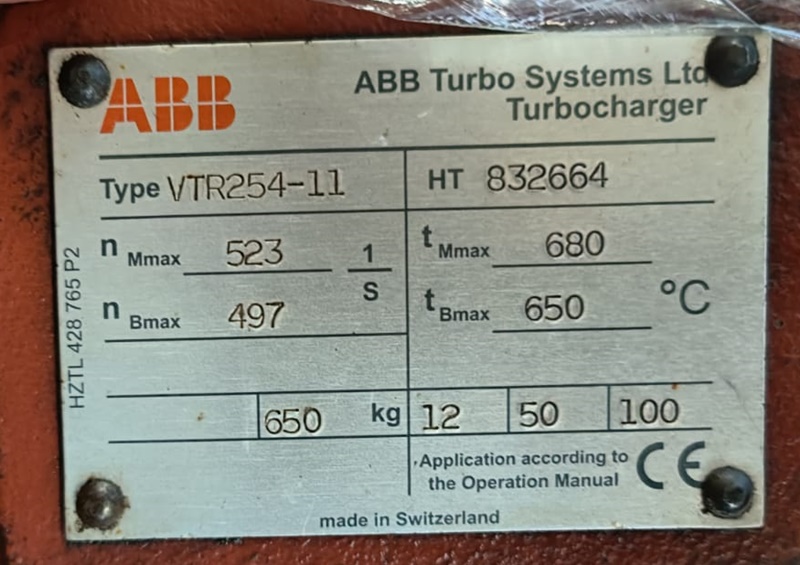 ABB
ABB Turbo Systems Ltd
Turbocharger
Type VTR254-11
HT 832664
n Mmax 523
1
S
t Mmax 680
n Bmax 497
t Bmax 650
°C
650 kg 12 50 100
Application according to
the Operation Manual
CE
made in Switzerland
HZTL 428 765 P2